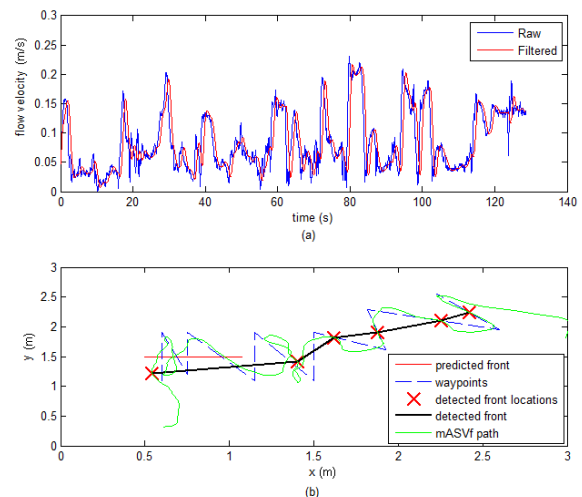 0.3
0.25
0.2
0.15
0.1
0.05
0
flow velocity (m/s)
Raw
Filtered
0 20 40 60 80 100 120 140
time (s)
(a)
3
2.5
2
1.5
1
0.5
0
y (m)
predicted front
waypoints
detected front locations
detected front
mASVf path
0 0.5 1 1.5 2 2.5 3
x (m)
(b)